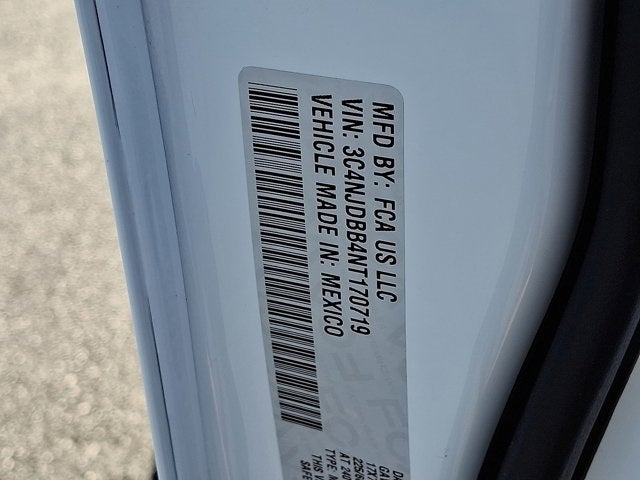 MFD BY: FCA US LLC
VIN: 3C4NJDBB4NT170719
VEHICLE MADE IN: MEXICO